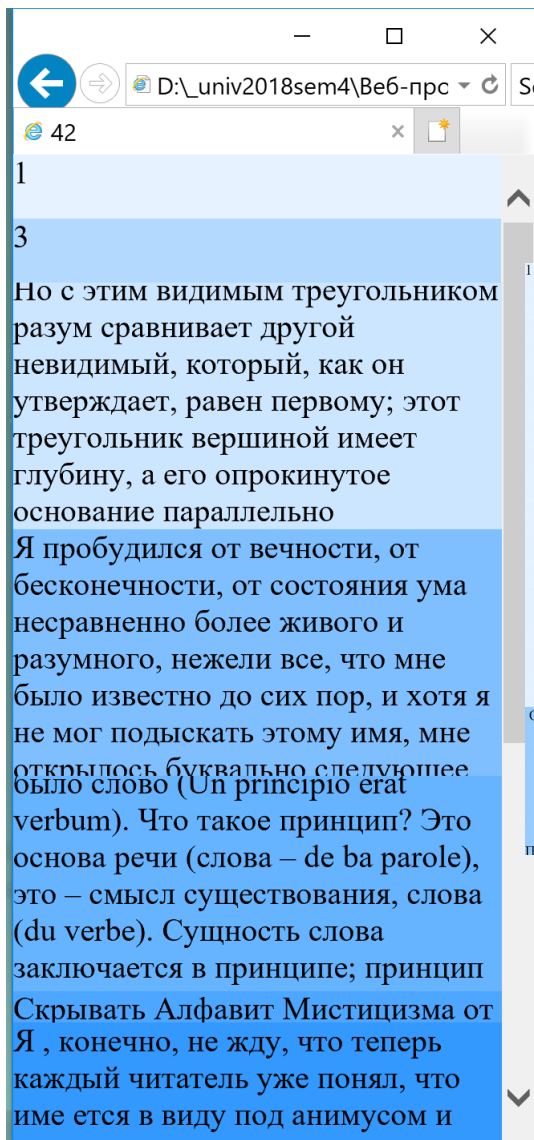 D:\_univ2018sem4\Веб-прс
Se
42
1
3
Но с этим видимым треугольником
разум сравнивает другой
невидимый, который, как он
утверждает, равен первому; этот
треугольник вершиной имеет
глубину, а его опрокинутое
основание параллельно
Я пробудился от вечности, от
бесконечности, от состояния ума
несравненно более живого и
разумного, нежели все, что мне
было известно до сих пор, и хотя я
не мог подыскать этому имя, мне
открылось буквально следующее
было слово (Un principio erat
verbum). Что такое принцип? Это
основа речи (слова – de ba parole),
это – смысл существования, слова
(du verbe). Сущность слова
заключается в принципе; принцип
Скрывать Алфавит Мистицизма от
Я , конечно, не жду, что теперь
каждый читатель уже понял, что
име ется в виду под анимусом и
1